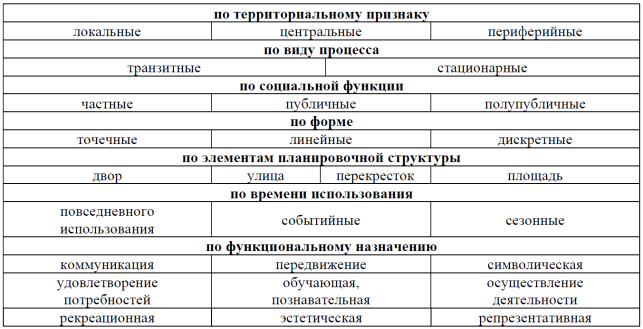 по территориальному признаку
локальные центральные периферийные
по виду процесса
транзитные стационарные
по социальной функции
частные публичные полупубличные
по форме
точечные линейные дискретные
по элементам планировочной структуры
двор улица перекресток площадь
по времени использования
повседневного
использования событийные сезонные
по функциональному назначению
коммуникация передвижение символическая
удовлетворение обучающая, осуществление
потребностей познавательная деятельности
рекреационная эстетическая репрезентативная